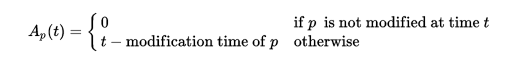 A_p(t) = { 0 if p is not modified at time t
t − modification time of p otherwise